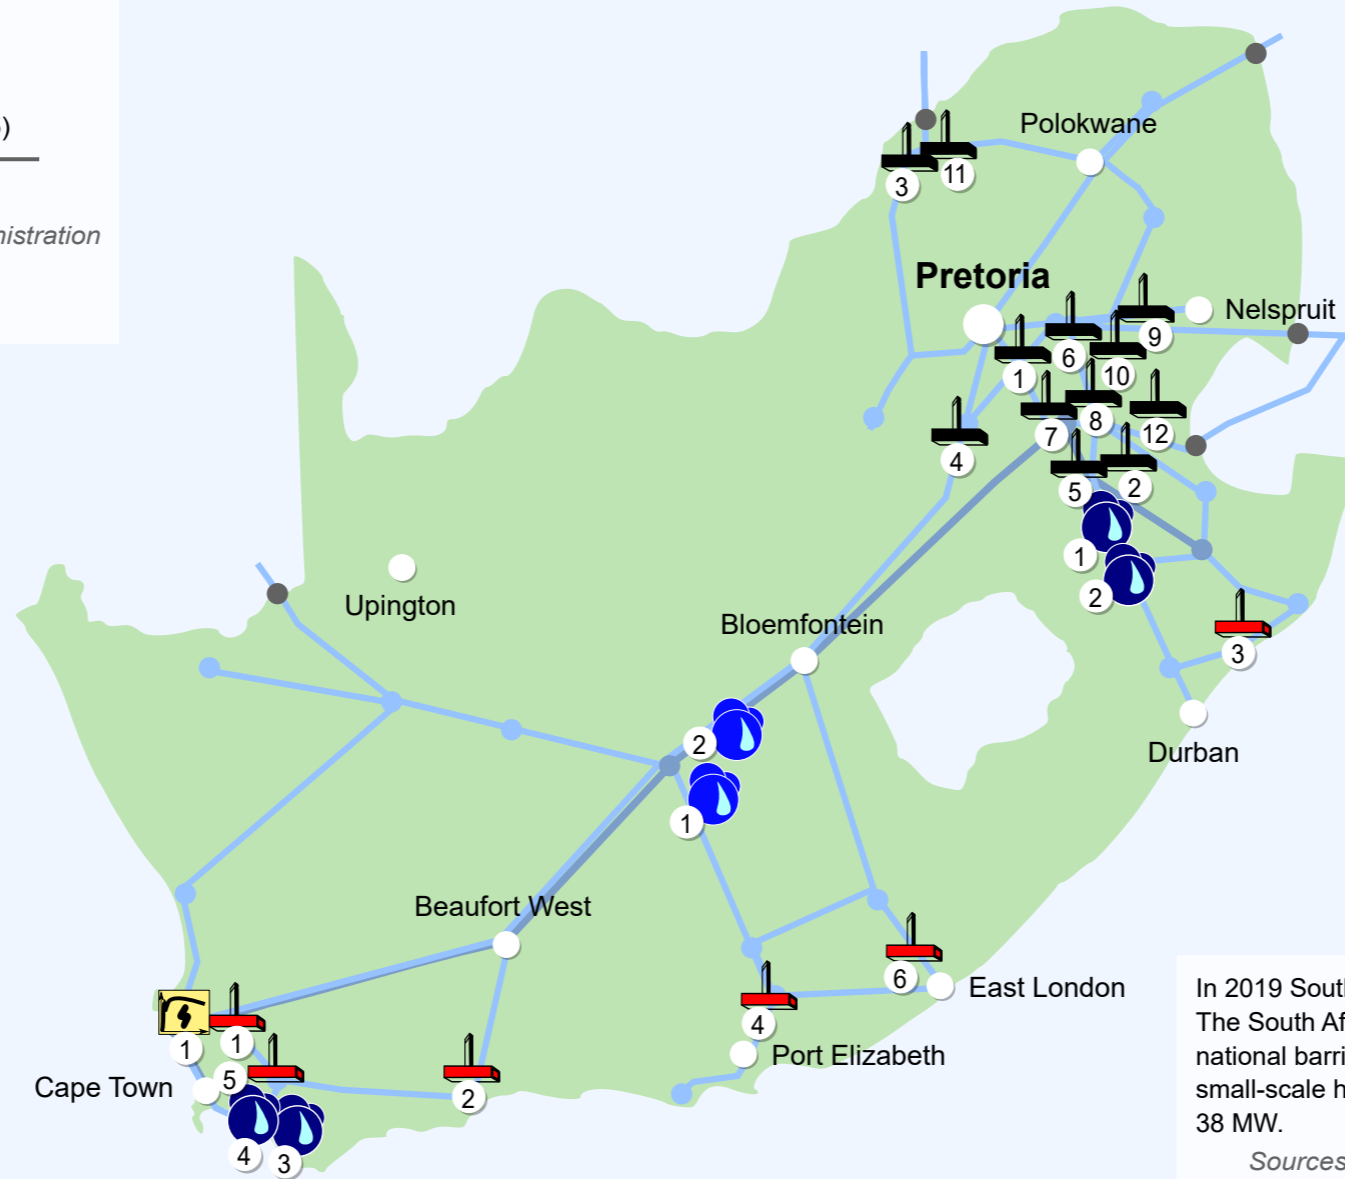 )
nistration
Polokwane
3
11
Pretoria
Nelspruit
9
6
10
1
8
7
12
4
5
2
1
2
Upington
Bloemfontein
3
2
Durban
1
Beaufort West
6
East London
4
Port Elizabeth
1
1
5
2
Cape Town
4
3
In 2019 Sout
The South Af
national barri
small-scale h
38 MW.
Sources